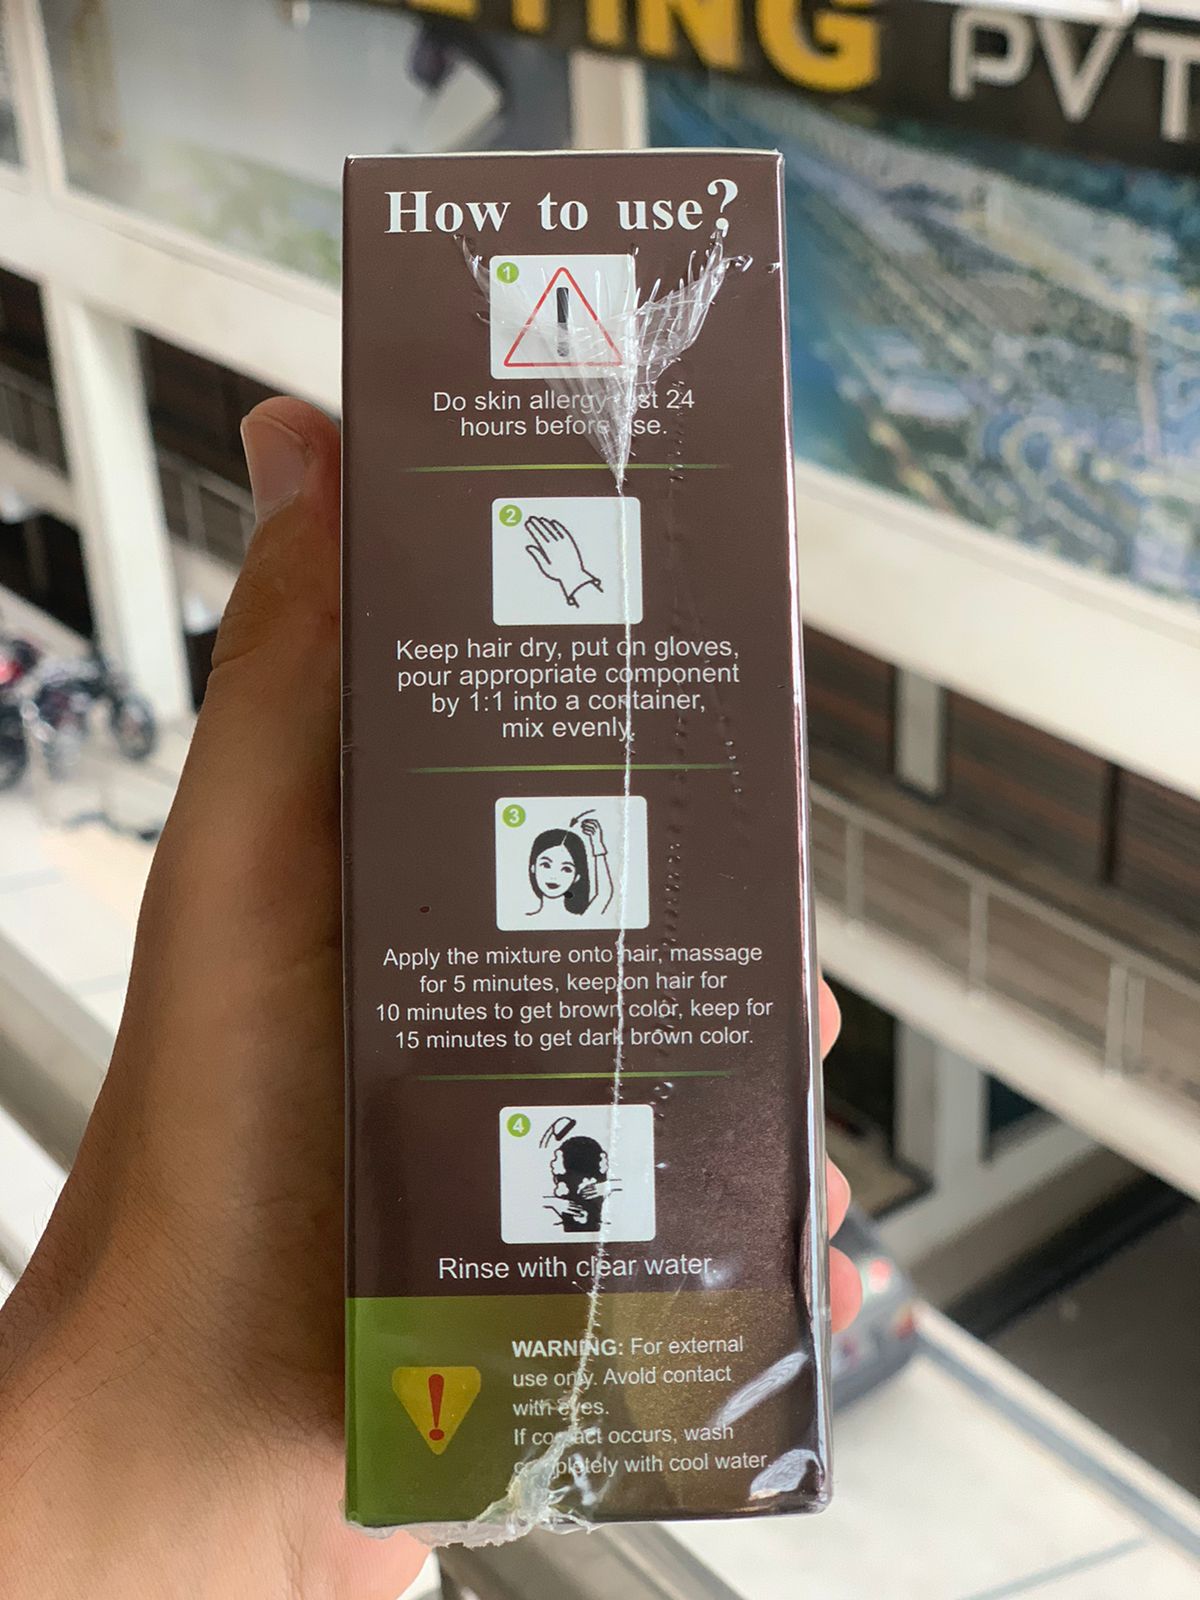 TING
PVT
How to use?
1
Do skin allergy test 24
hours before use.
2
Keep hair dry, put on gloves,
pour appropriate component
by 1:1 into a container,
mix evenly.
3
Apply the mixture onto hair, massage
for 5 minutes, keep on hair for
10 minutes to get brown color, keep for
15 minutes to get dark brown color.
4
Rinse with clear water.
WARNING: For external
use only. Avold contact
with eyes.
If contact occurs, wash
completely with cool water.